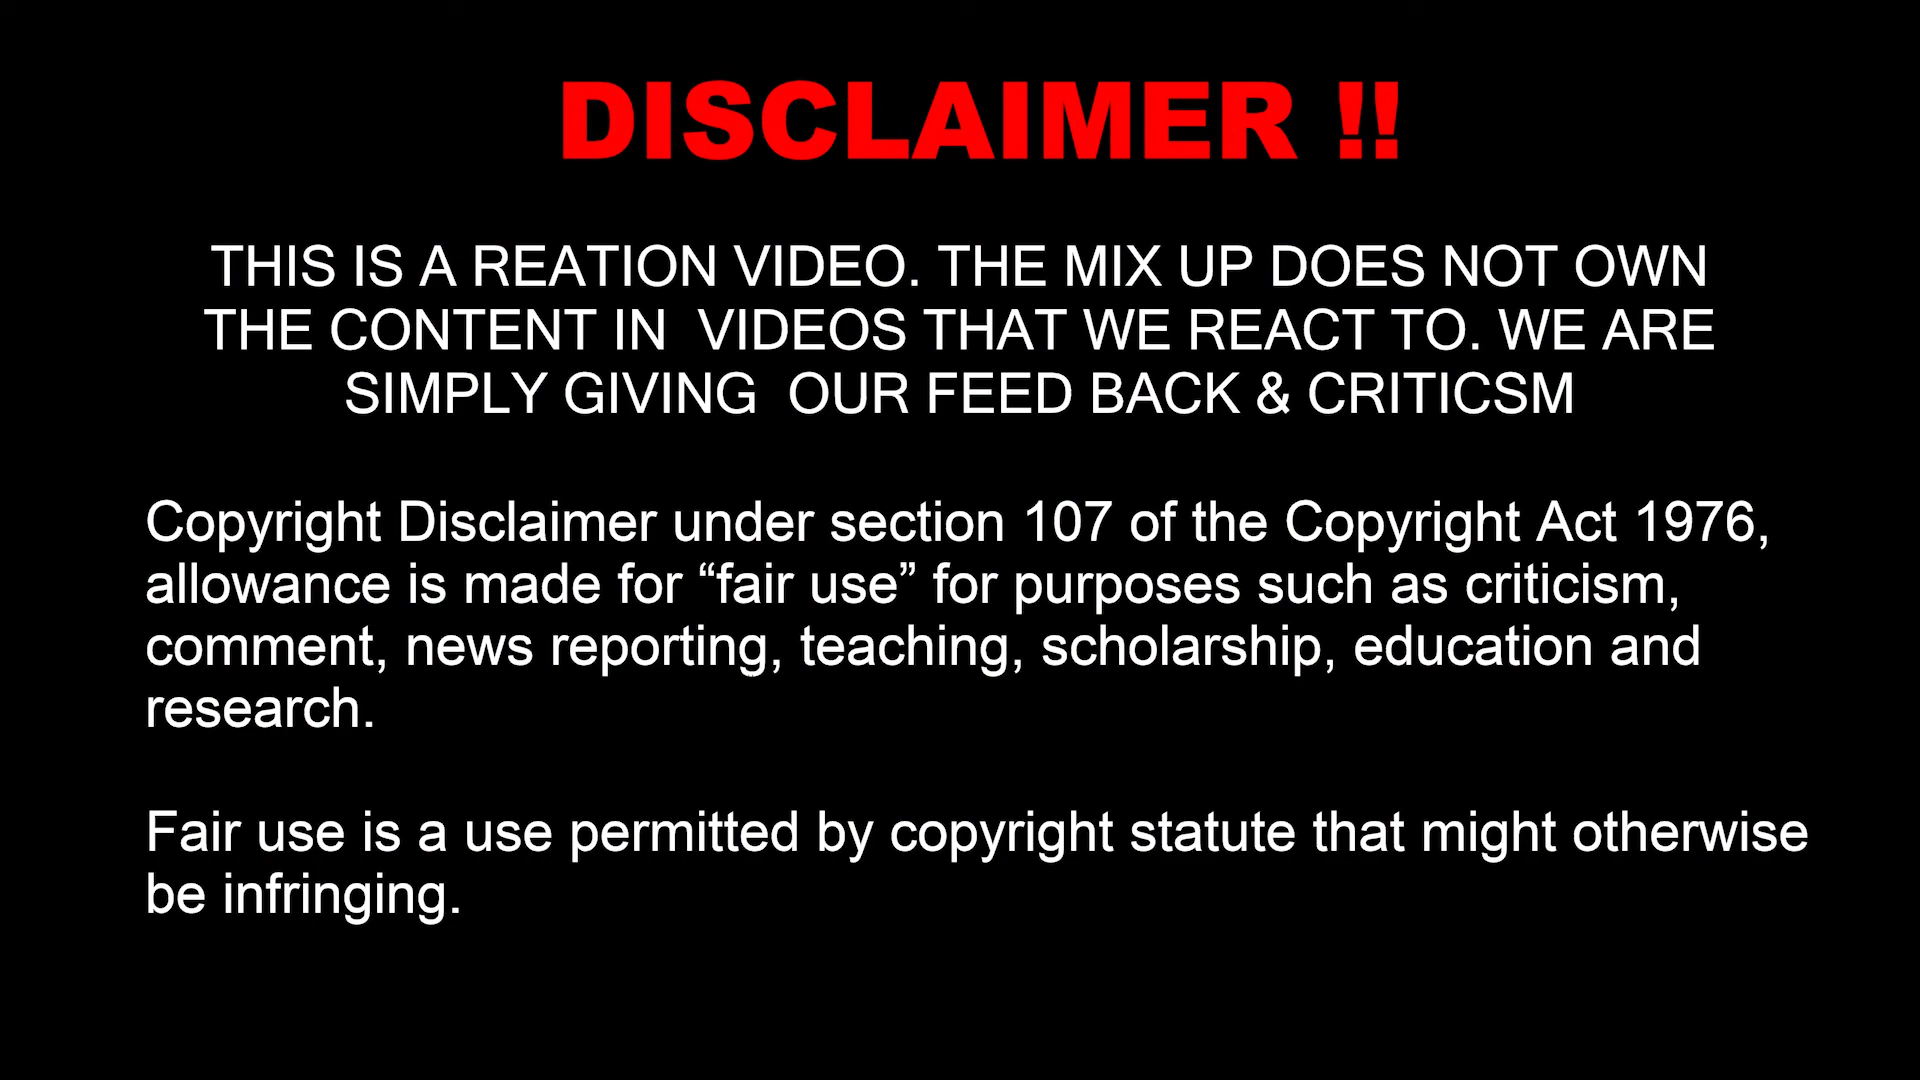 DISCLAIMER !!
THIS IS A REATION VIDEO. THE MIX UP DOES NOT OWN
THE CONTENT IN  VIDEOS THAT WE REACT TO. WE ARE
SIMPLY GIVING  OUR FEED BACK & CRITICSM
Copyright Disclaimer under section 107 of the Copyright Act 1976,
allowance is made for “fair use” for purposes such as criticism,
comment, news reporting, teaching, scholarship, education and
research.
Fair use is a use permitted by copyright statute that might otherwise
be infringing.